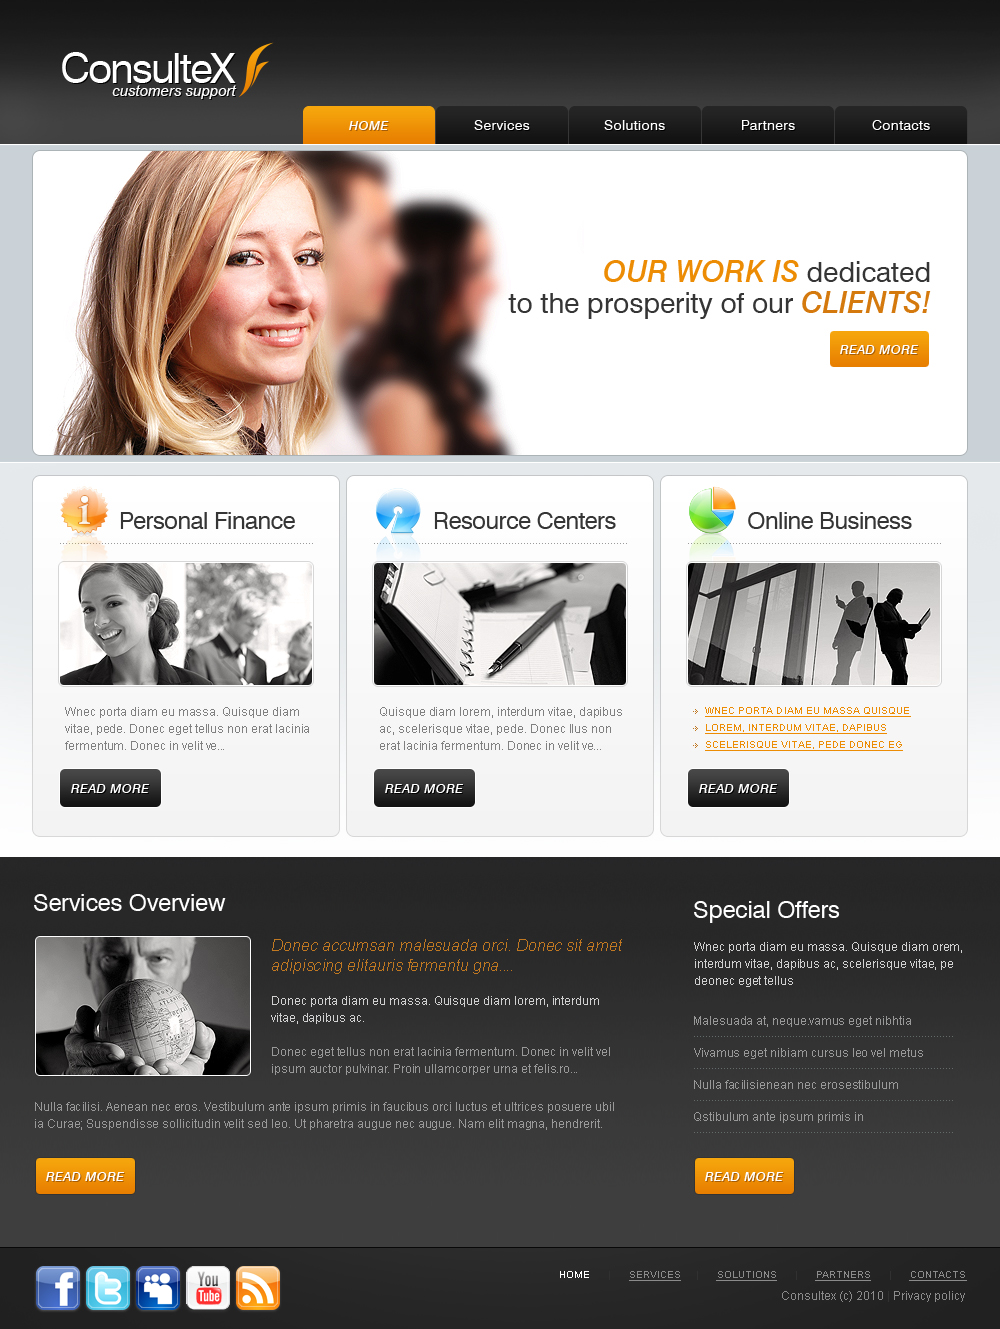 ConsulteX
customers support
HOME
Services
Solutions
Partners
Contacts
OUR WORK IS dedicated
to the prosperity of our CLIENTS!
READ MORE
Personal Finance
Wnec porta diam eu massa. Quisque diam
vitae, pede. Donec eget tellus non erat lacinia
fermentum. Donec in velit ve...
READ MORE
Resource Centers
Quisque diam lorem, interdum vitae, dapibus
ac, scelerisque vitae, pede. Donec llus non
erat lacinia fermentum. Donec in velit ve...
READ MORE
Online Business
WNEC PORTA DIAM EU MASSA QUISQUE
LOREM, INTERDUM VITAE, DAPIBUS
SCELERISQUE VITAE, PEDE DONEC EG
READ MORE
Services Overview
Donec accumsan malesuada orci. Donec sit amet
adipiscing elitauris fermentu gna....
Donec porta diam eu massa. Quisque diam lorem, interdum
vitae, dapibus ac.
Donec eget tellus non erat lacinia fermentum. Donec in velit vel
ipsum auctor pulvinar. Proin ullamcorper urna et felis.ro...
Nulla facilisi. Aenean nec eros. Vestibulum ante ipsum primis in faucibus orci luctus et ultrices posuere ubil
ia Curae; Suspendisse sollicitudin velit sed leo. Ut pharetra augue nec augue. Nam elit magna, hendrerit.
READ MORE
Special Offers
Wnec porta diam eu massa. Quisque diam orem,
interdum vitae, dapibus ac, scelerisque vitae, pe
deonec eget tellus
Malesuada at, neque.vamus eget nibhtia
Vivamus eget nibiam cursus leo vel metus
Nulla facilisienean nec erosestibulum
Qstibulum ante ipsum primis in
READ MORE
You
Tube
HOME
SERVICES
SOLUTIONS
PARTNERS
CONTACTS
Consultex (c) 2010 | Privacy policy